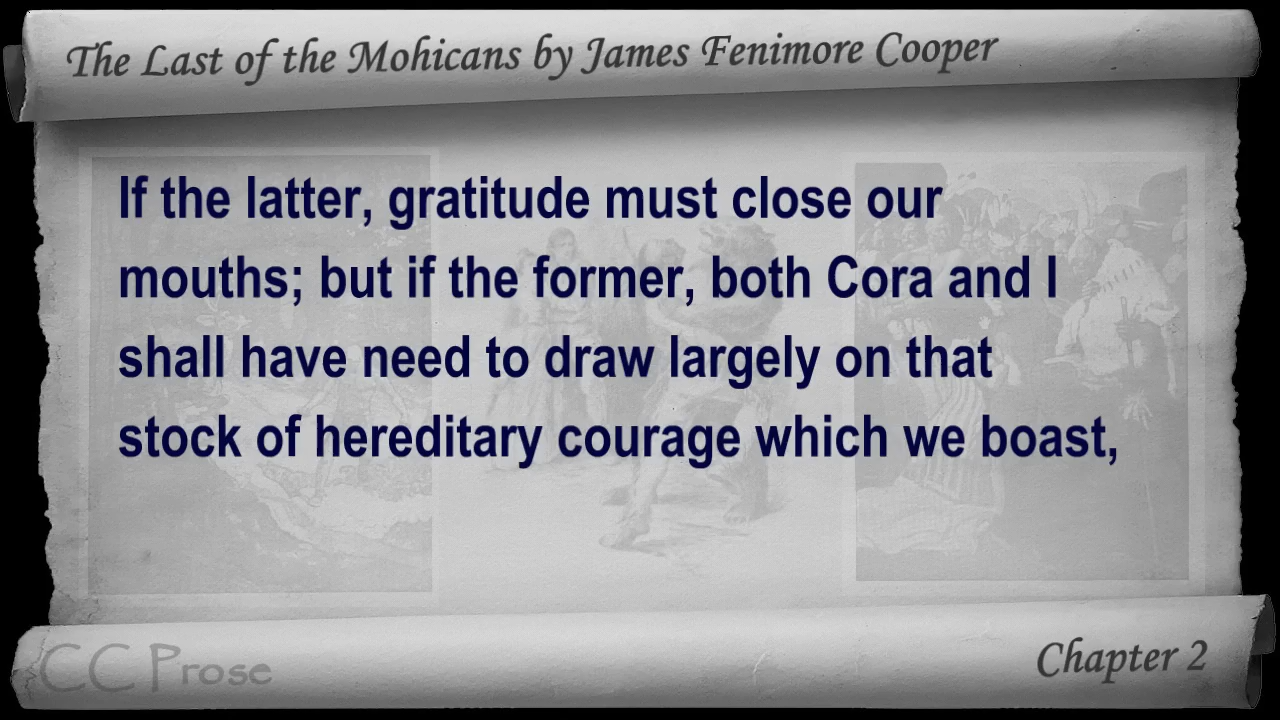 The Last of the Mohicans by James Fenimore Cooper
If the latter, gratitude must close our
mouths; but if the former, both Cora and I
shall have need to draw largely on that
stock of hereditary courage which we boast,
CC Prose
Chapter 2